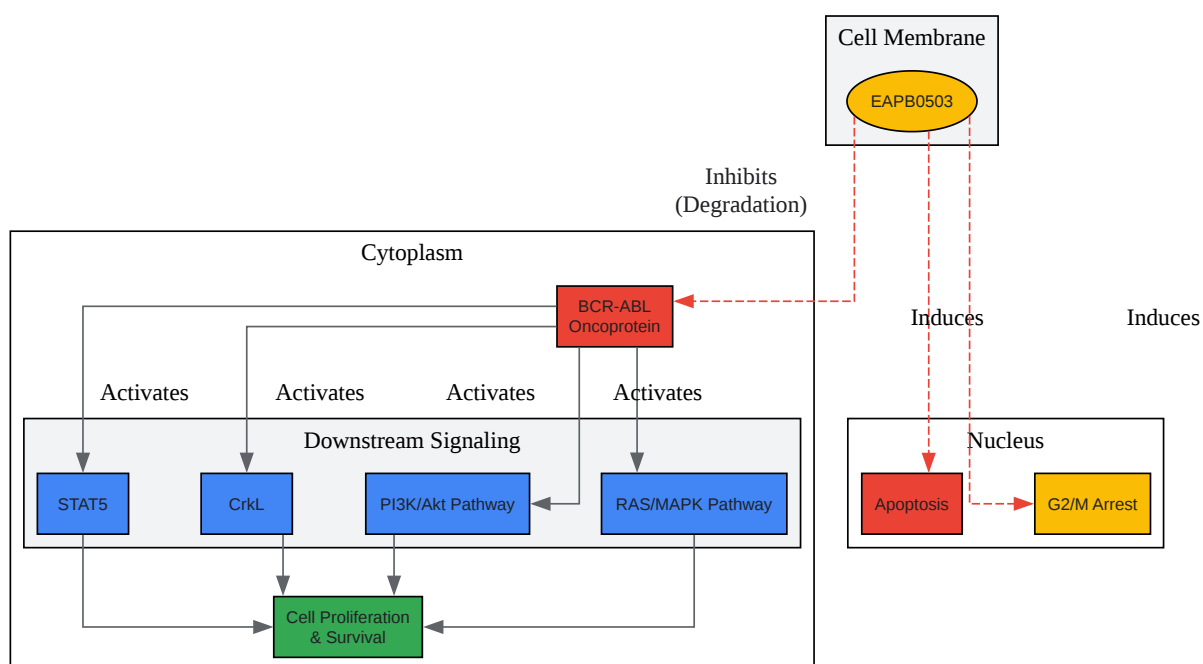 Cell Membrane
EAPB0503
Inhibits
(Degradation)
Cytoplasm
BCR-ABL
Oncoprotein
Induces
Induces
Activates
Activates
Activates
Activates
Downstream Signaling
Nucleus
STAT5
CrkL
PI3K/Akt Pathway
RAS/MAPK Pathway
Apoptosis
G2/M Arrest
Cell Proliferation
& Survival